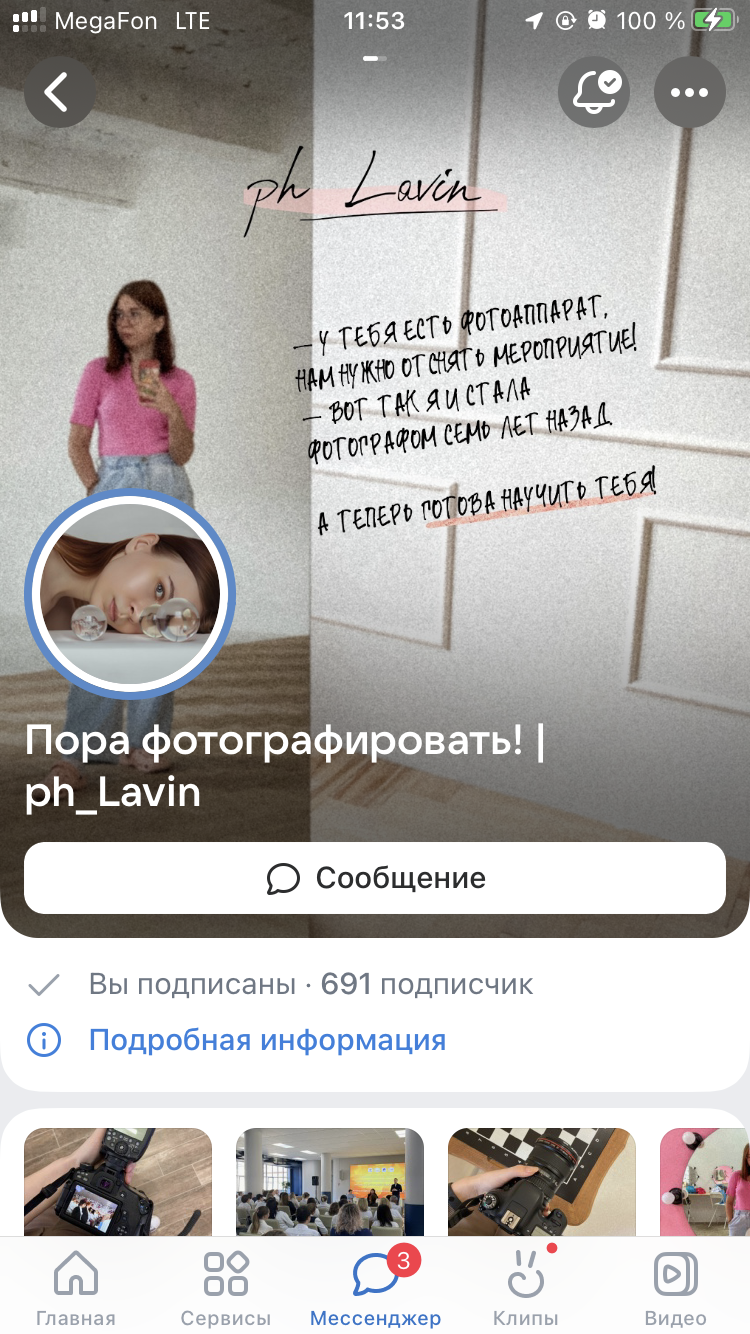 MegaFon LTE 11:53 100 %
ph Lavin
– У ТЕБЯ ЕСТЬ ФОТОАППАРАТ,
НАМ НУЖНО ОТСНЯТЬ МЕРОПРИЯТИЕ!
– ВОТ ТАК Я И СТАЛА
ФОТОГРАФОМ СЕМЬ ЛЕТ НАЗАД
А ТЕПЕРЬ ГОТОВА НАУЧИТЬ ТЕБЯ!
Пора фотографировать! |
ph_Lavin
Сообщение
Вы подписаны · 691 подписчик
Подробная информация
3
Главная Сервисы Мессенджер Клипы Видео